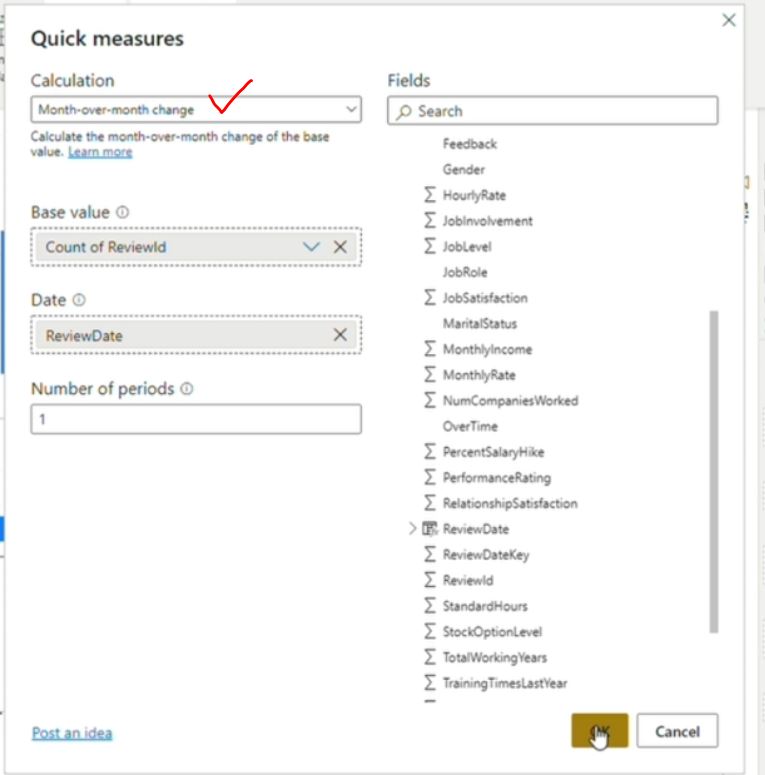 Quick measures
Calculation
Month-over-month change
Calculate the month-over-month change of the base
value. Learn more
Base value
Count of ReviewId
Date
ReviewDate
Number of periods
1
Fields
Search
Feedback
Gender
HourlyRate
JobInvolvement
JobLevel
JobRole
JobSatisfaction
MaritalStatus
MonthlyIncome
MonthlyRate
NumCompaniesWorked
OverTime
PercentSalaryHike
PerformanceRating
RelationshipSatisfaction
ReviewDate
ReviewDateKey
ReviewId
StandardHours
StockOptionLevel
TotalWorkingYears
TrainingTimesLastYear
Post an idea
OK
Cancel